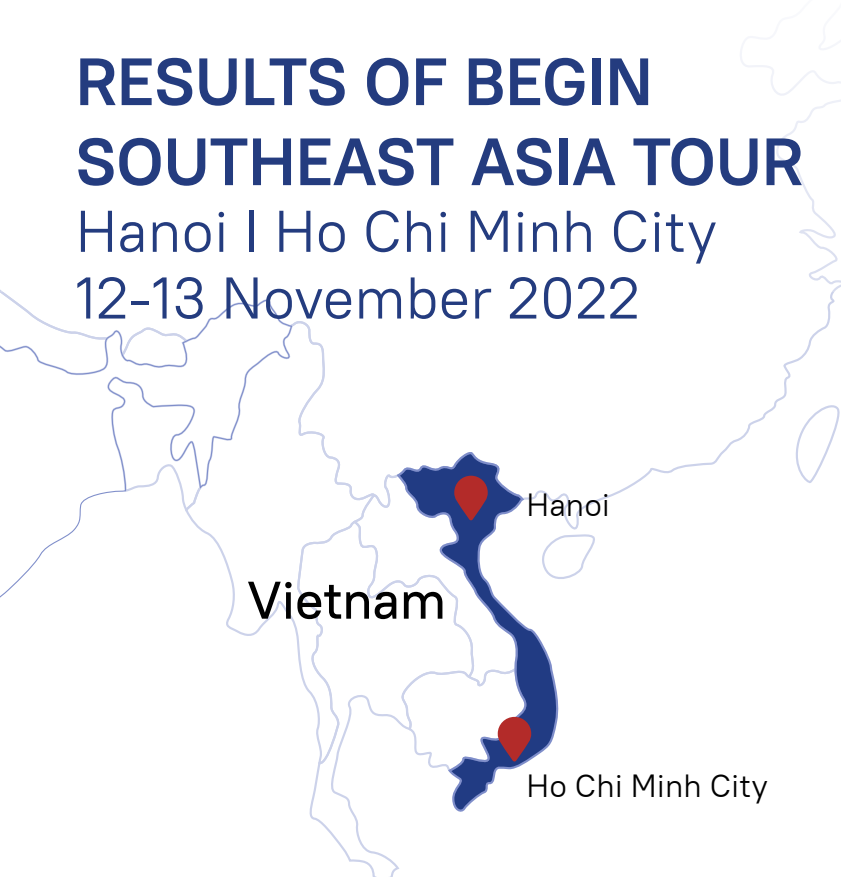 RESULTS OF BEGIN
SOUTHEAST ASIA TOUR
Hanoi | Ho Chi Minh City
12-13 November 2022
Hanoi
Vietnam
Ho Chi Minh City